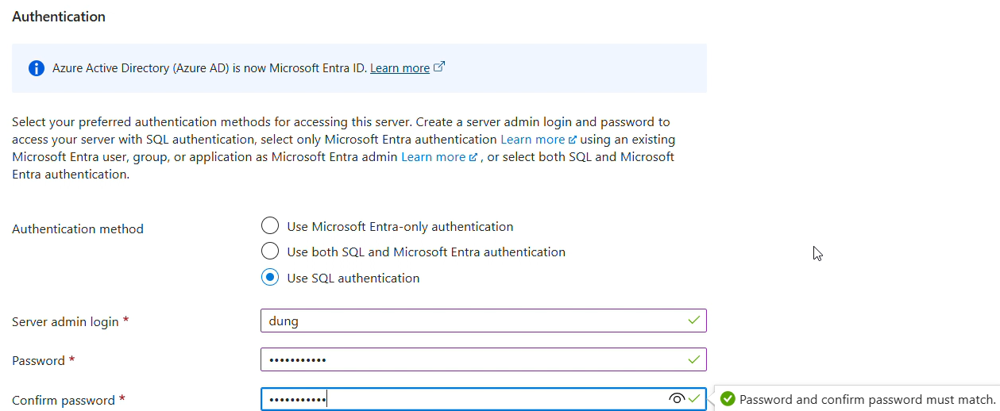 Authentication
Azure Active Directory (Azure AD) is now Microsoft Entra ID. Learn more
Select your preferred authentication methods for accessing this server. Create a server admin login and password to
access your server with SQL authentication, select only Microsoft Entra authentication Learn more using an existing
Microsoft Entra user, group, or application as Microsoft Entra admin Learn more , or select both SQL and Microsoft
Entra authentication.
Authentication method
Use Microsoft Entra-only authentication
Use both SQL and Microsoft Entra authentication
Use SQL authentication
Server admin login * dung
Password * •••••••••••
Confirm password * ••••••••••• Password and confirm password must match.